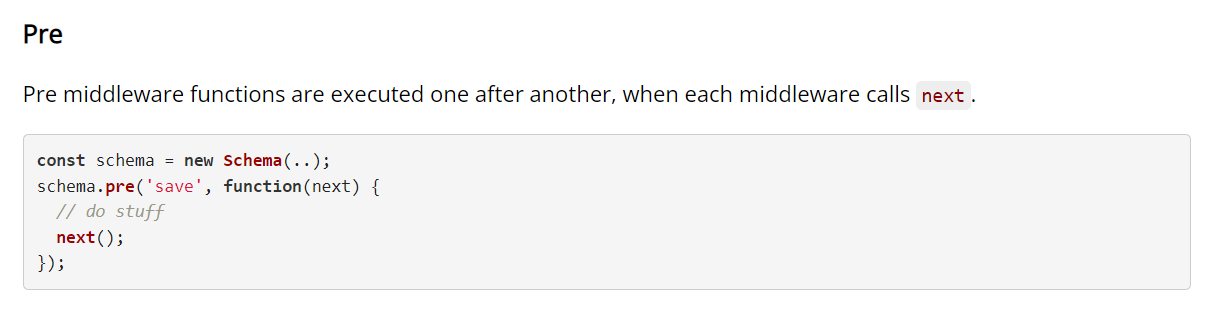 Pre
Pre middleware functions are executed one after another, when each middleware calls next.
const schema = new Schema(..);
schema.pre('save', function(next) {
  // do stuff
  next();
});